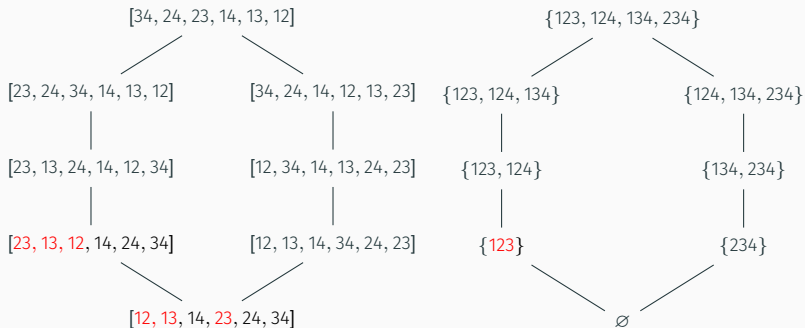 [34, 24, 23, 14, 13, 12] {123, 124, 134, 234}
[23, 24, 34, 14, 13, 12] [34, 24, 14, 12, 13, 23] {123, 124, 134} {124, 134, 234}
[23, 13, 24, 14, 12, 34] [12, 34, 14, 13, 24, 23] {123, 124} {134, 234}
[23, 13, 12, 14, 24, 34] [12, 13, 14, 34, 24, 23] {123} {234}
[12, 13, 14, 23, 24, 34] ∅